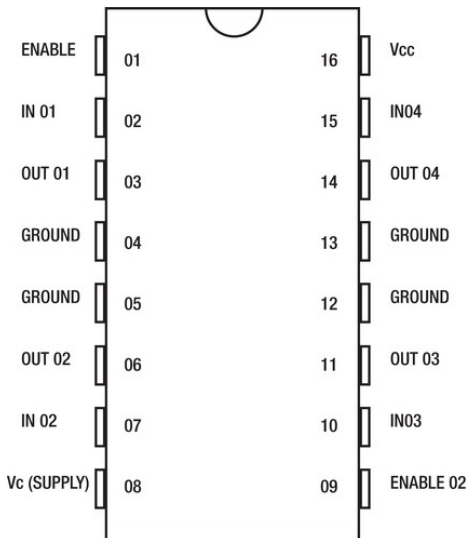 ENABLE 01 16 Vcc
IN 01 02 15 IN04
OUT 01 03 14 OUT 04
GROUND 04 13 GROUND
GROUND 05 12 GROUND
OUT 02 06 11 OUT 03
IN 02 07 10 IN03
Vc (SUPPLY) 08 09 ENABLE 02